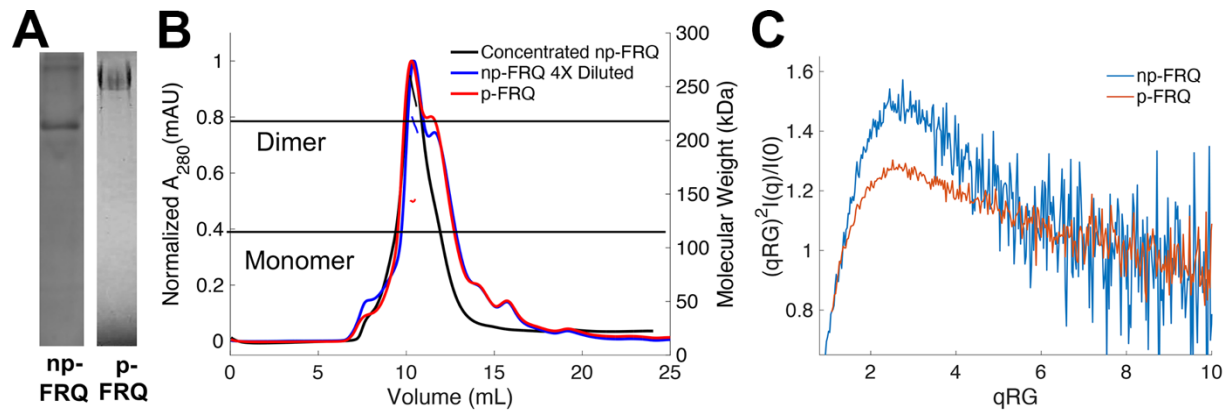 A
np-
FRQ
p-
FRQ
B
Normalized A280(mAU)
1
0.8
0.6
0.4
0.2
0
Concentrated np-FRQ
np-FRQ 4X Diluted
p-FRQ
Dimer
Monomer
300
250
200
150
100
50
0
Molecular Weight (kDa)
0 5 10 15 20 25
Volume (mL)
C
(qRG)²I(q)/I(0)
1.6
1.4
1.2
1
0.8
np-FRQ
p-FRQ
2 4 6 8 10
qRG